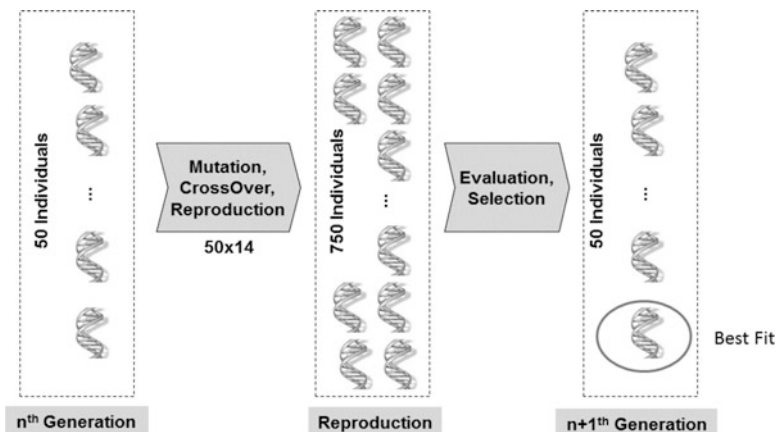 50 Individuals
...
Mutation,
CrossOver,
Reproduction
50x14
750 Individuals
...
Evaluation,
Selection
50 Individuals
...
Best Fit
nth Generation
Reproduction
n+1th Generation